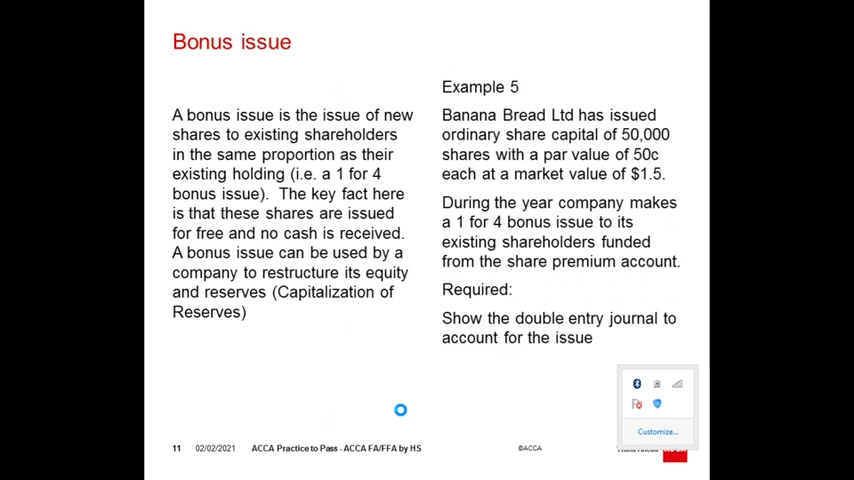 Bonus issue
A bonus issue is the issue of new
shares to existing shareholders
in the same proportion as their
existing holding (i.e. a 1 for 4
bonus issue). The key fact here
is that these shares are issued
for free and no cash is received.
A bonus issue can be used by a
company to restructure its equity
and reserves (Capitalization of
Reserves)
Example 5
Banana Bread Ltd has issued
ordinary share capital of 50,000
shares with a par value of 50c
each at a market value of $1.5.
During the year company makes
a 1 for 4 bonus issue to its
existing shareholders funded
from the share premium account.
Required:
Show the double entry journal to
account for the issue
Customize...
11 02/02/2021 ACCA Practice to Pass - ACCA FA/FFA by HS ©ACCA